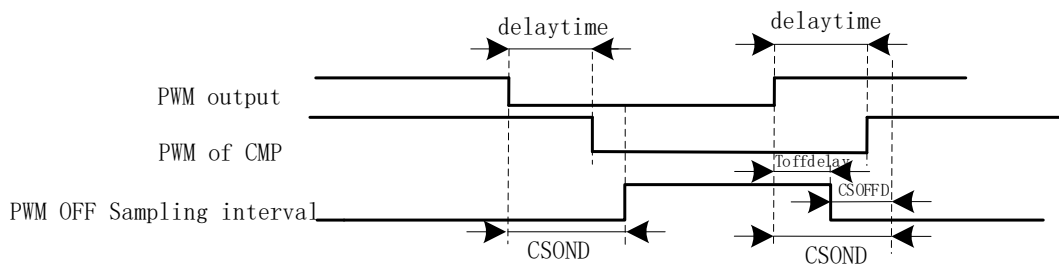 delaytime
delaytime
PWM output
PWM of CMP
Toffdelay
CSOFFD
PWM OFF Sampling interval
CSOND
CSOND